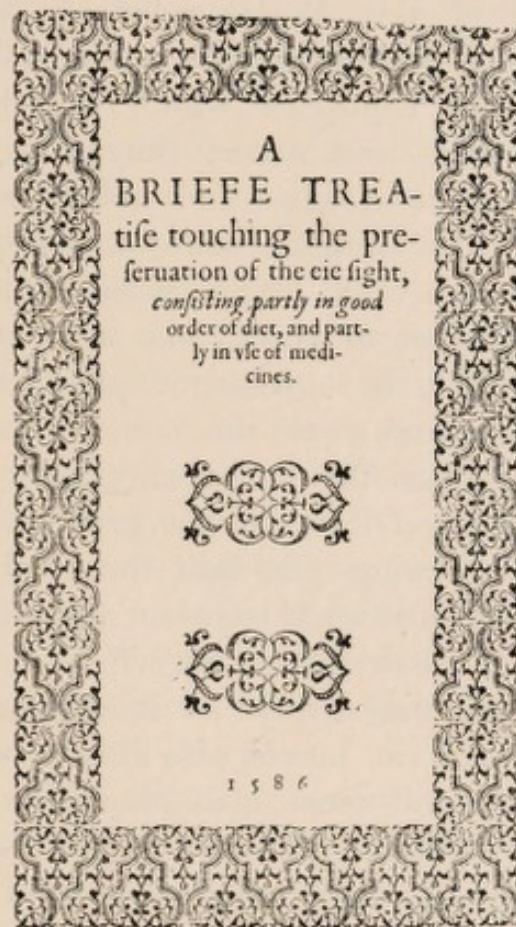 A
BRIEFE TREA-
tiſe touching the pre-
ſeruation of the eie ſight,
conſiſting partly in good
order of diet, and part-
ly in vſe of medi-
cines.
1586